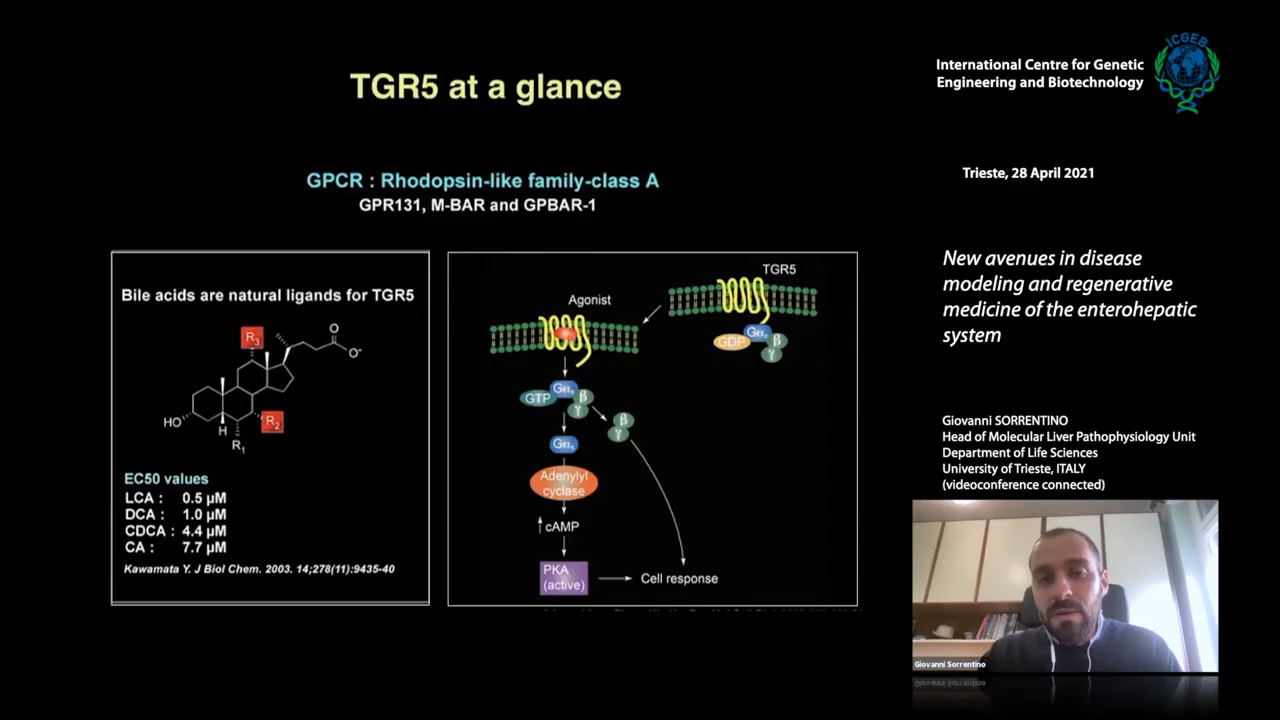 TGR5 at a glance
GPCR : Rhodopsin-like family-class A
GPR131, M-BAR and GPBAR-1
Bile acids are natural ligands for TGR5
R3
O
O-
HO
H
R2
R1
EC50 values
LCA : 0.5 µM
DCA : 1.0 µM
CDCA : 4.4 µM
CA : 7.7 µM
Kawamata Y. J Biol Chem. 2003. 14;278(11):9435-40
TGR5
Agonist
GDP
Gαs
β
γ
GTP
Gαs
β
γ
β
γ
Gαs
Adenylyl
cyclase
↑ cAMP
PKA
(active)
Cell response
ICGEB
International Centre for Genetic
Engineering and Biotechnology
Trieste, 28 April 2021
New avenues in disease
modeling and regenerative
medicine of the enterohepatic
system
Giovanni SORRENTINO
Head of Molecular Liver Pathophysiology Unit
Department of Life Sciences
University of Trieste, ITALY
(videoconference connected)
Giovanni Sorrentino